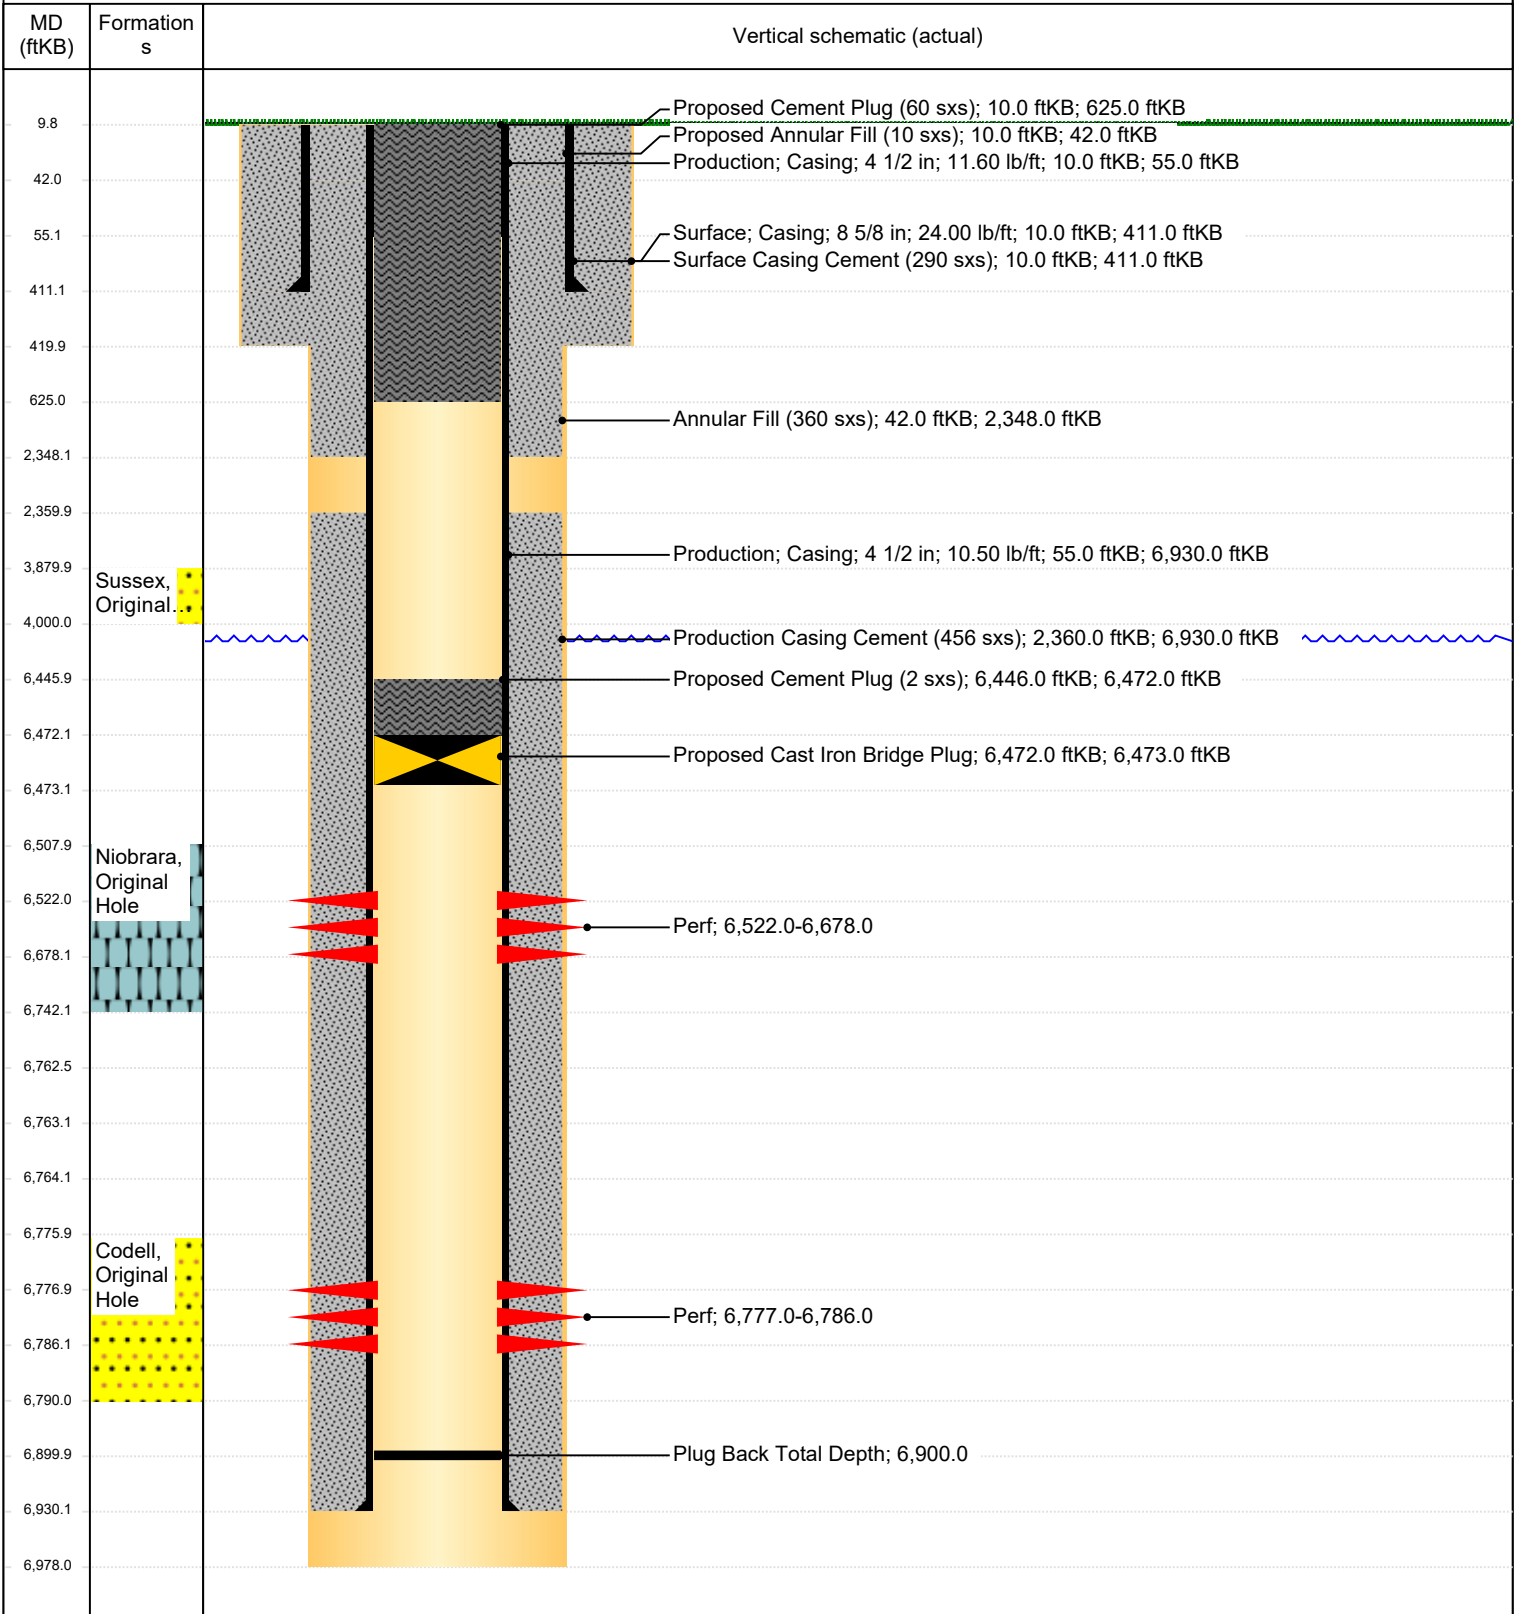 MD
(ftKB)
Formation
s
Vertical schematic (actual)
9.8
42.0
55.1
411.1
419.9
625.0
2,348.1
2,359.9
3,879.9
4,000.0
6,445.9
6,472.1
6,473.1
6,507.9
6,522.0
6,678.1
6,742.1
6,762.5
6,763.1
6,764.1
6,775.9
6,776.9
6,786.1
6,790.0
6,899.9
6,930.1
6,978.0
Sussex,
Original...
Niobrara,
Original
Hole
Codell,
Original
Hole
Proposed Cement Plug (60 sxs); 10.0 ftKB; 625.0 ftKB
Proposed Annular Fill (10 sxs); 10.0 ftKB; 42.0 ftKB
Production; Casing; 4 1/2 in; 11.60 lb/ft; 10.0 ftKB; 55.0 ftKB
Surface; Casing; 8 5/8 in; 24.00 lb/ft; 10.0 ftKB; 411.0 ftKB
Surface Casing Cement (290 sxs); 10.0 ftKB; 411.0 ftKB
Annular Fill (360 sxs); 42.0 ftKB; 2,348.0 ftKB
Production; Casing; 4 1/2 in; 10.50 lb/ft; 55.0 ftKB; 6,930.0 ftKB
Production Casing Cement (456 sxs); 2,360.0 ftKB; 6,930.0 ftKB
Proposed Cement Plug (2 sxs); 6,446.0 ftKB; 6,472.0 ftKB
Proposed Cast Iron Bridge Plug; 6,472.0 ftKB; 6,473.0 ftKB
Perf; 6,522.0-6,678.0
Perf; 6,777.0-6,786.0
Plug Back Total Depth; 6,900.0